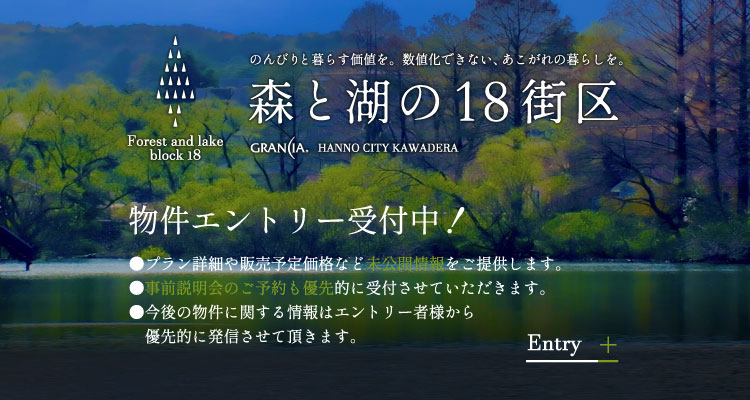 のんびりと暮らす価値を。数値化できない、あこがれの暮らしを。
森と湖の18街区
Forest and lake
block 18
GRANCIA. HANNO CITY KAWADERA
物件エントリー受付中！
●プラン詳細や販売予定価格など未公開情報をご提供します。
●事前説明会のご予約も優先的に受付させていただきます。
●今後の物件に関する情報はエントリー者様から
優先的に発信させて頂きます。
Entry +